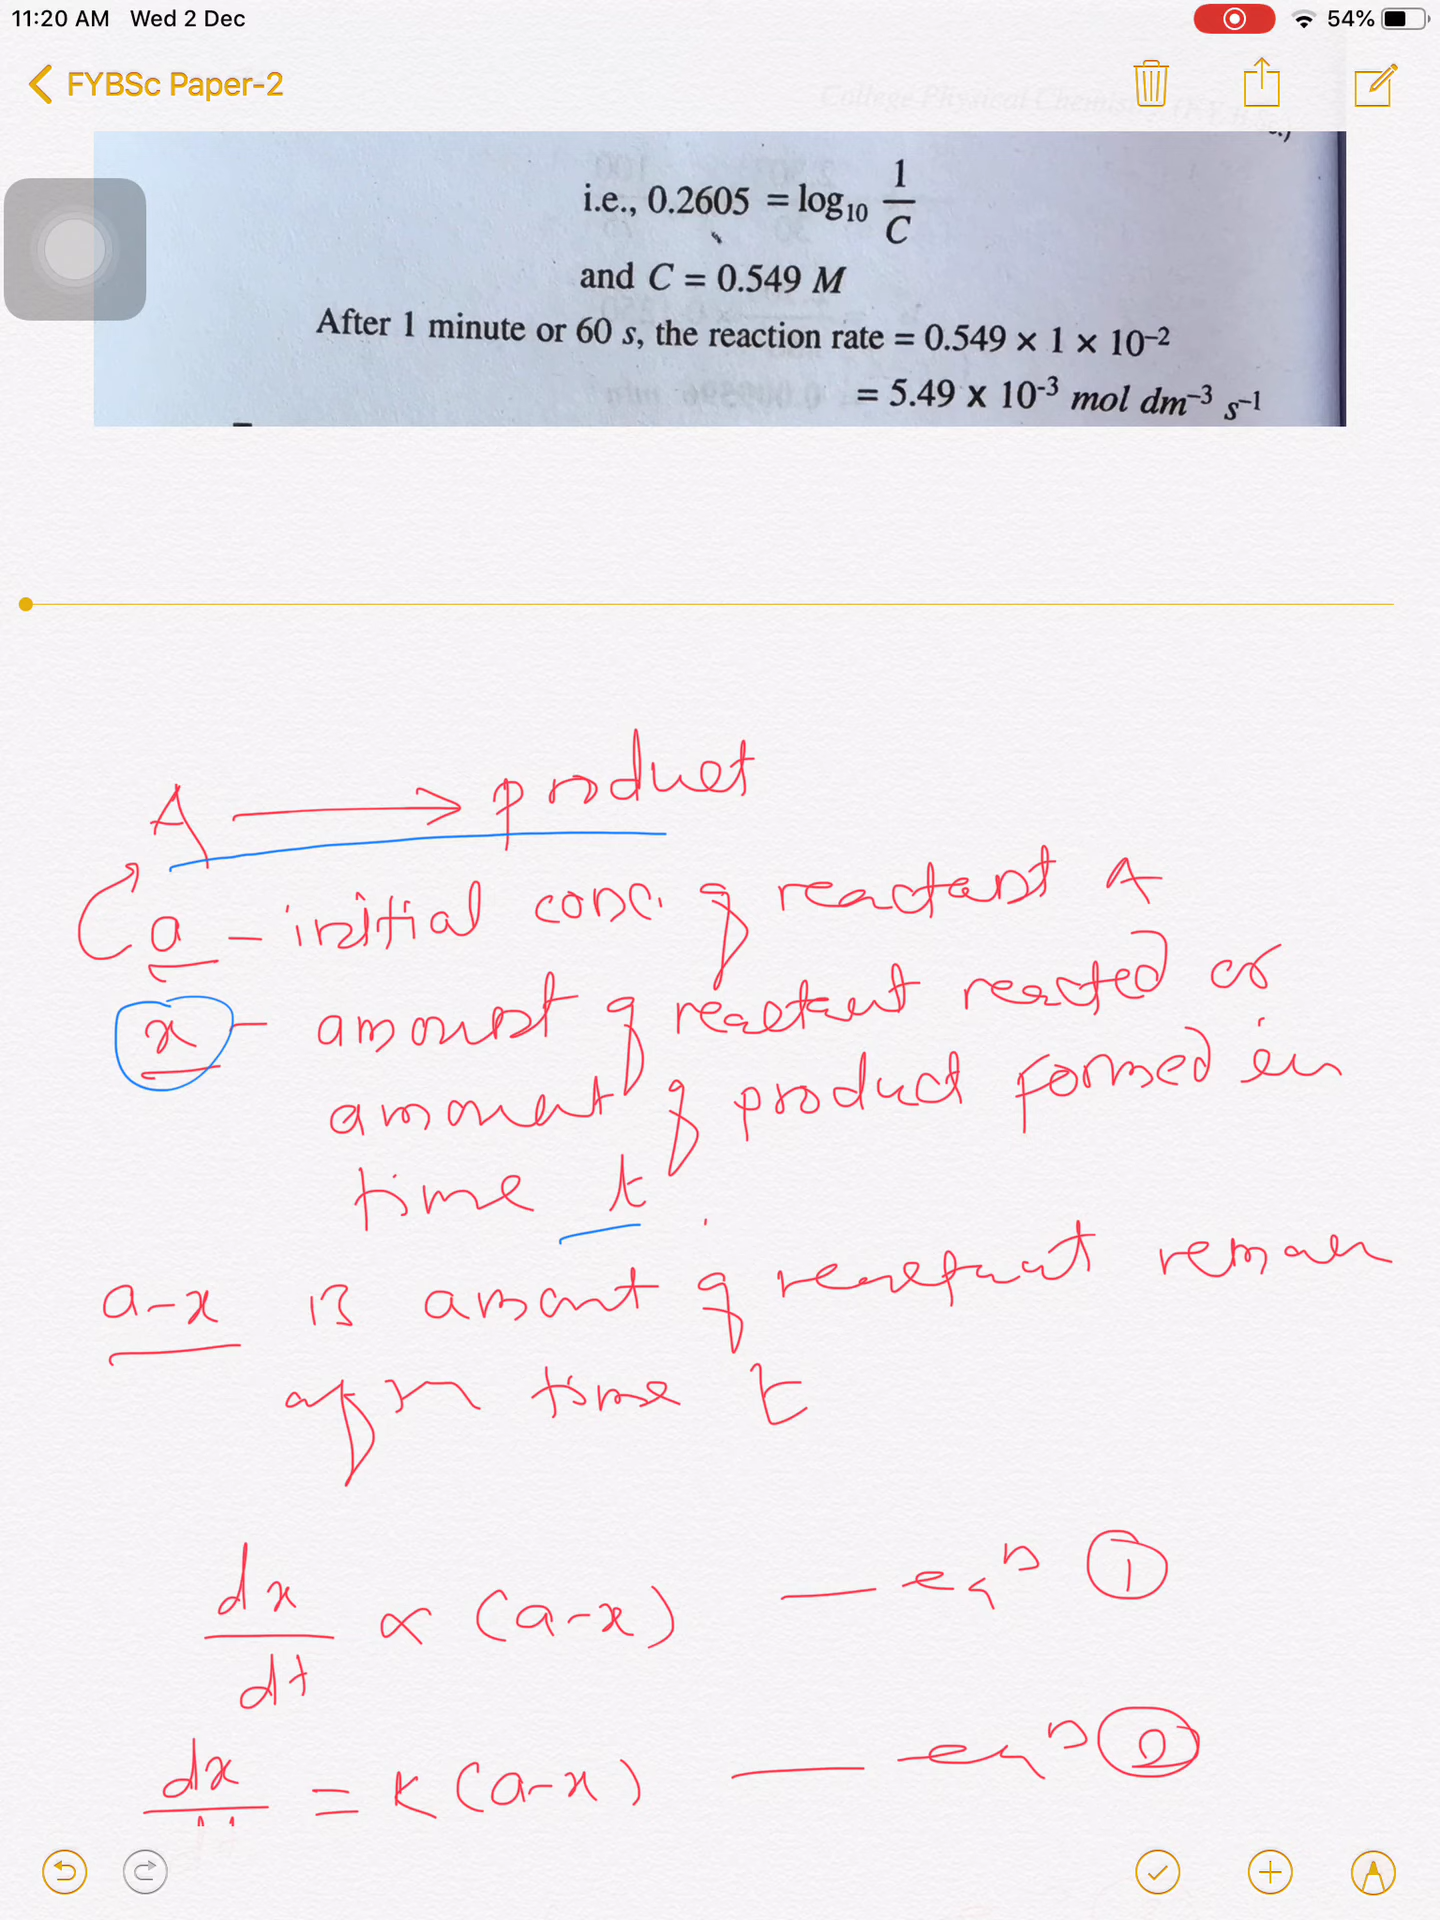 11:20 AM Wed 2 Dec 54%
FYBSc Paper-2
i.e., 0.2605 = log₁₀ 1/C
and C = 0.549 M
After 1 minute or 60 s, the reaction rate = 0.549 × 1 × 10⁻²
= 5.49 × 10⁻³ mol dm⁻³ s⁻¹
A → product
a - initial conc. of reactant A
x - amount of reactant reacted or
amount of product formed in
time t.
a-x is amount of reactant remain
after time t
dx/dt ∝ (a-x) — eqⁿ ①
dx/dt = K (a-x) — eqⁿ ②